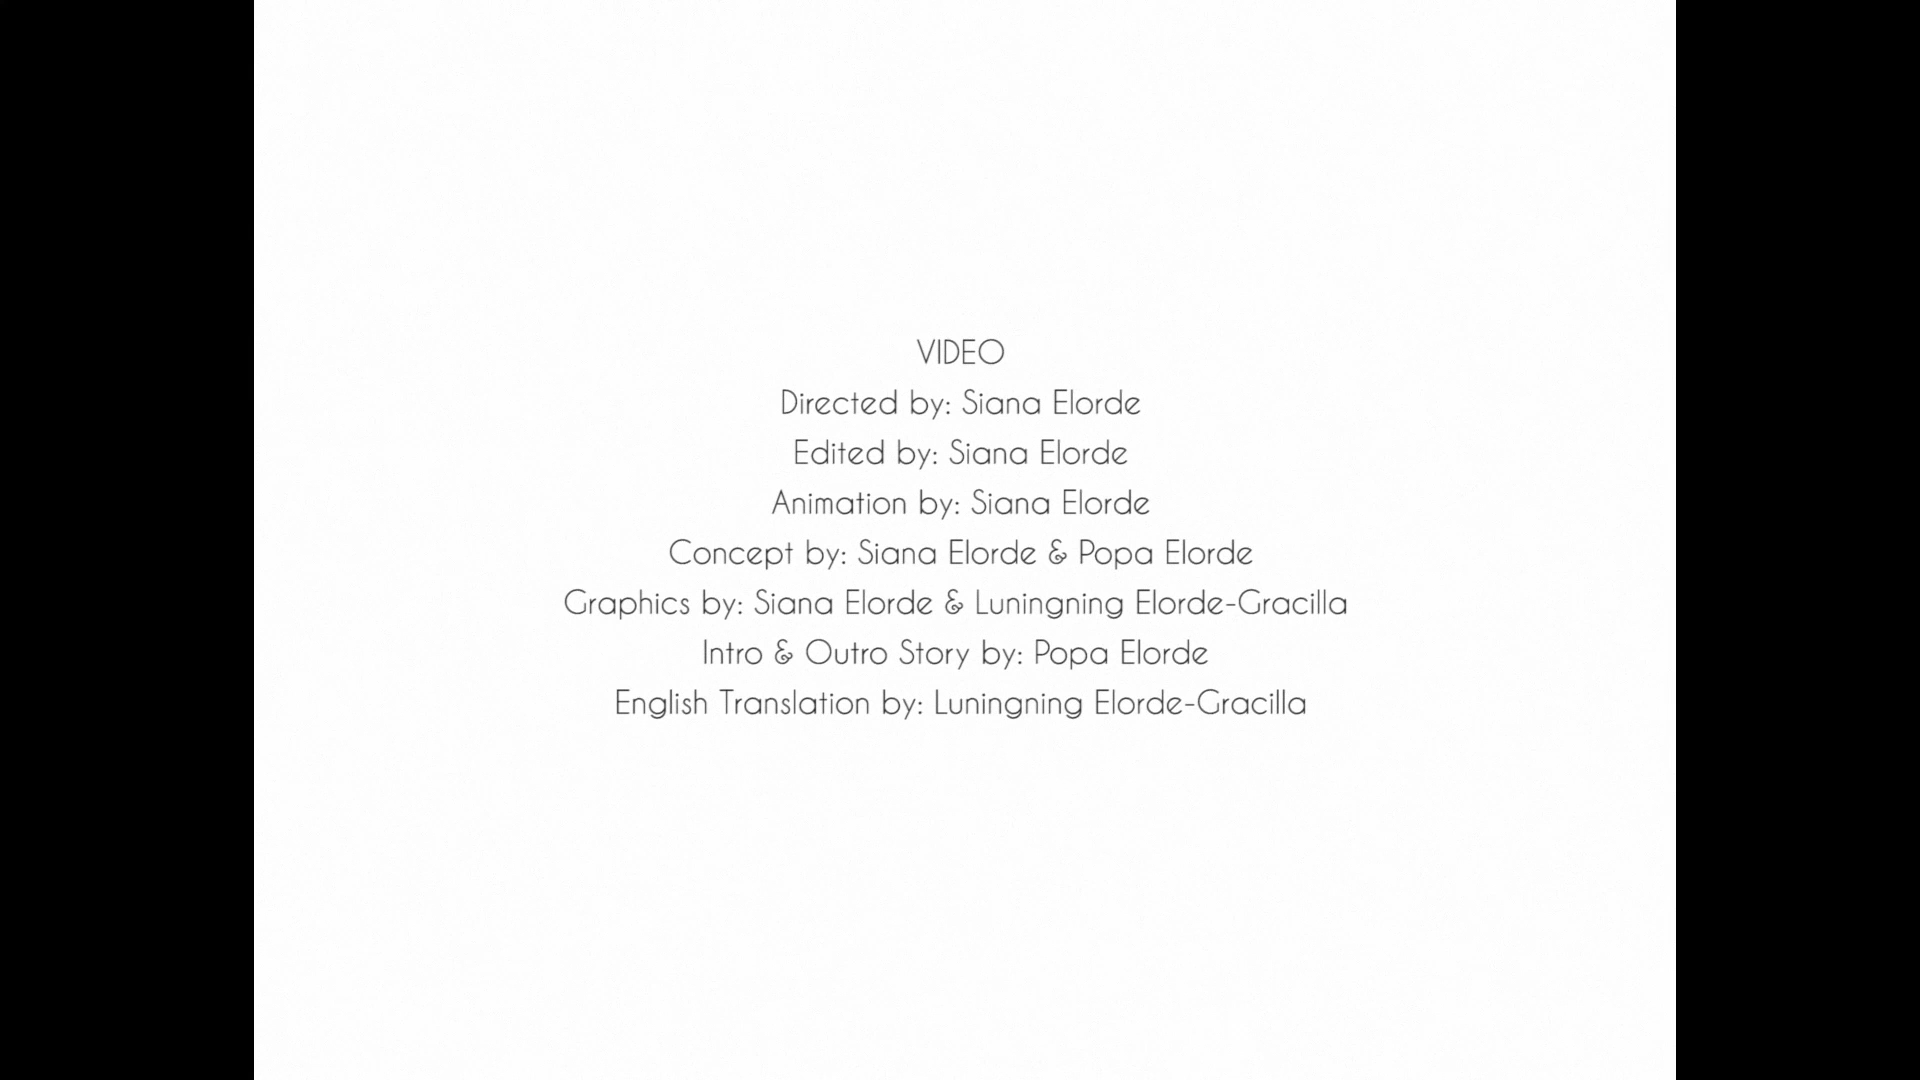 VIDEO
Directed by: Siana Elorde
Edited by: Siana Elorde
Animation by: Siana Elorde
Concept by: Siana Elorde & Popa Elorde
Graphics by: Siana Elorde & Luningning Elorde-Gracilla
Intro & Outro Story by: Popa Elorde
English Translation by: Luningning Elorde-Gracilla